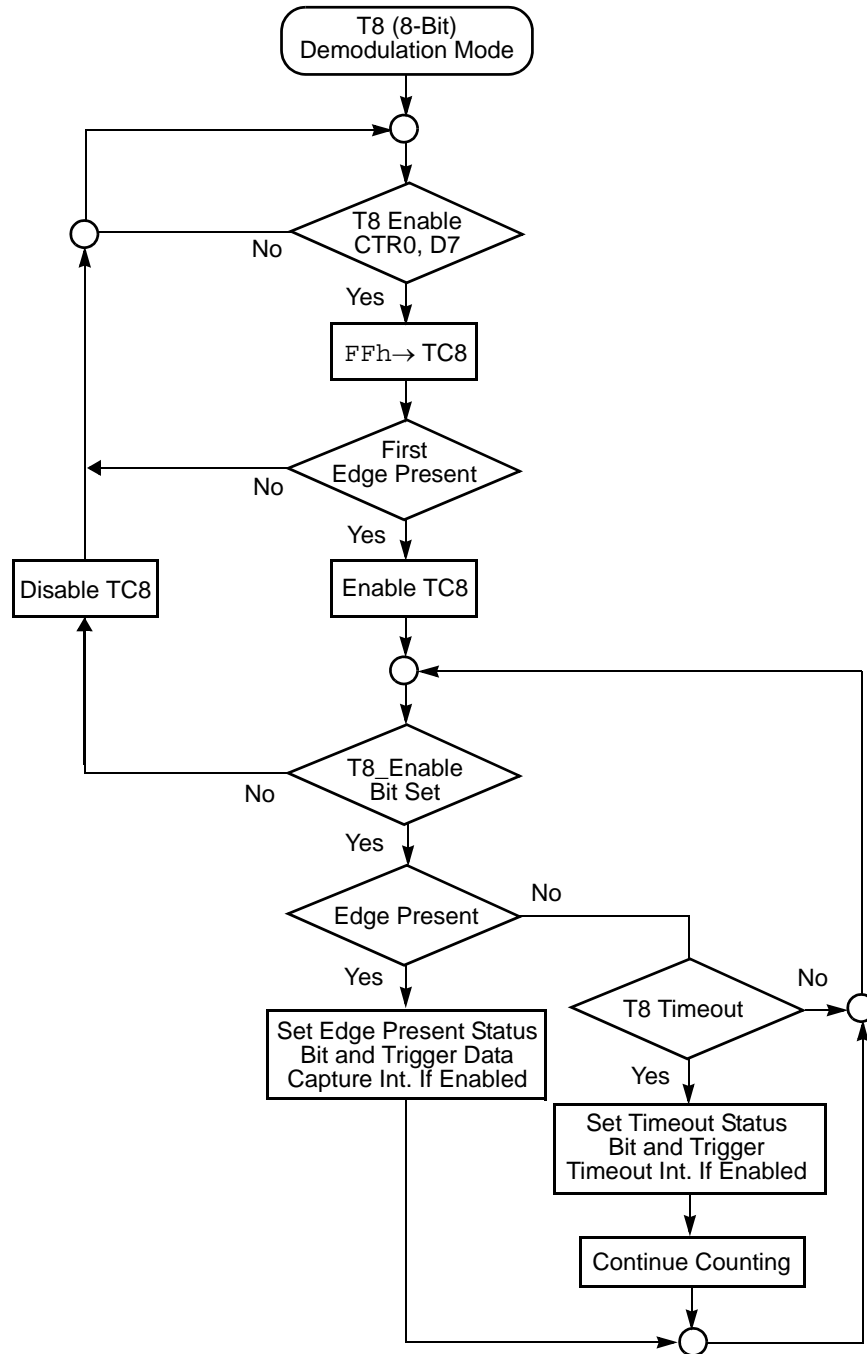 T8 (8-Bit)
Demodulation Mode
T8 Enable
CTR0, D7
No
Yes
FFh→ TC8
First
Edge Present
No
Yes
Disable TC8
Enable TC8
T8_Enable
Bit Set
No
Yes
Edge Present
No
Yes
T8 Timeout
No
Set Edge Present Status
Bit and Trigger Data
Capture Int. If Enabled
Yes
Set Timeout Status
Bit and Trigger
Timeout Int. If Enabled
Continue Counting